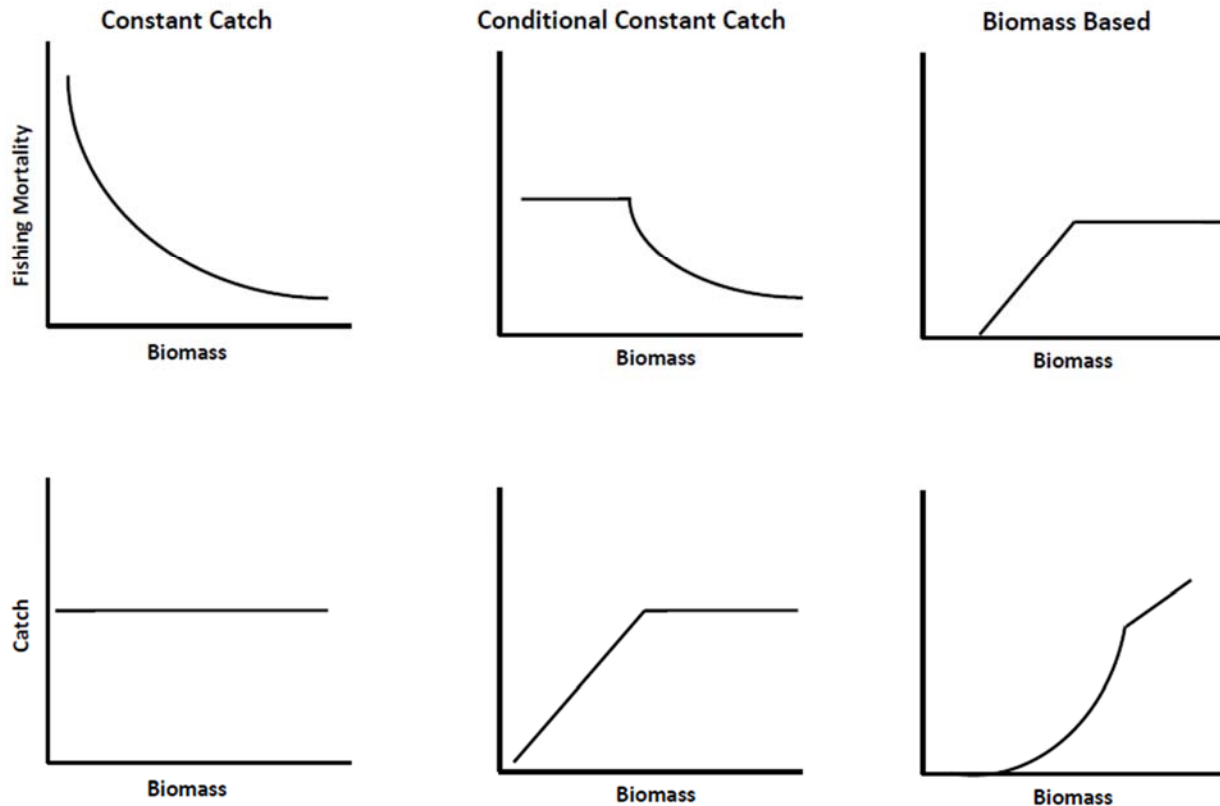 Constant Catch
Conditional Constant Catch
Biomass Based
Fishing Mortality
Biomass
Biomass
Biomass
Catch
Biomass
Biomass
Biomass